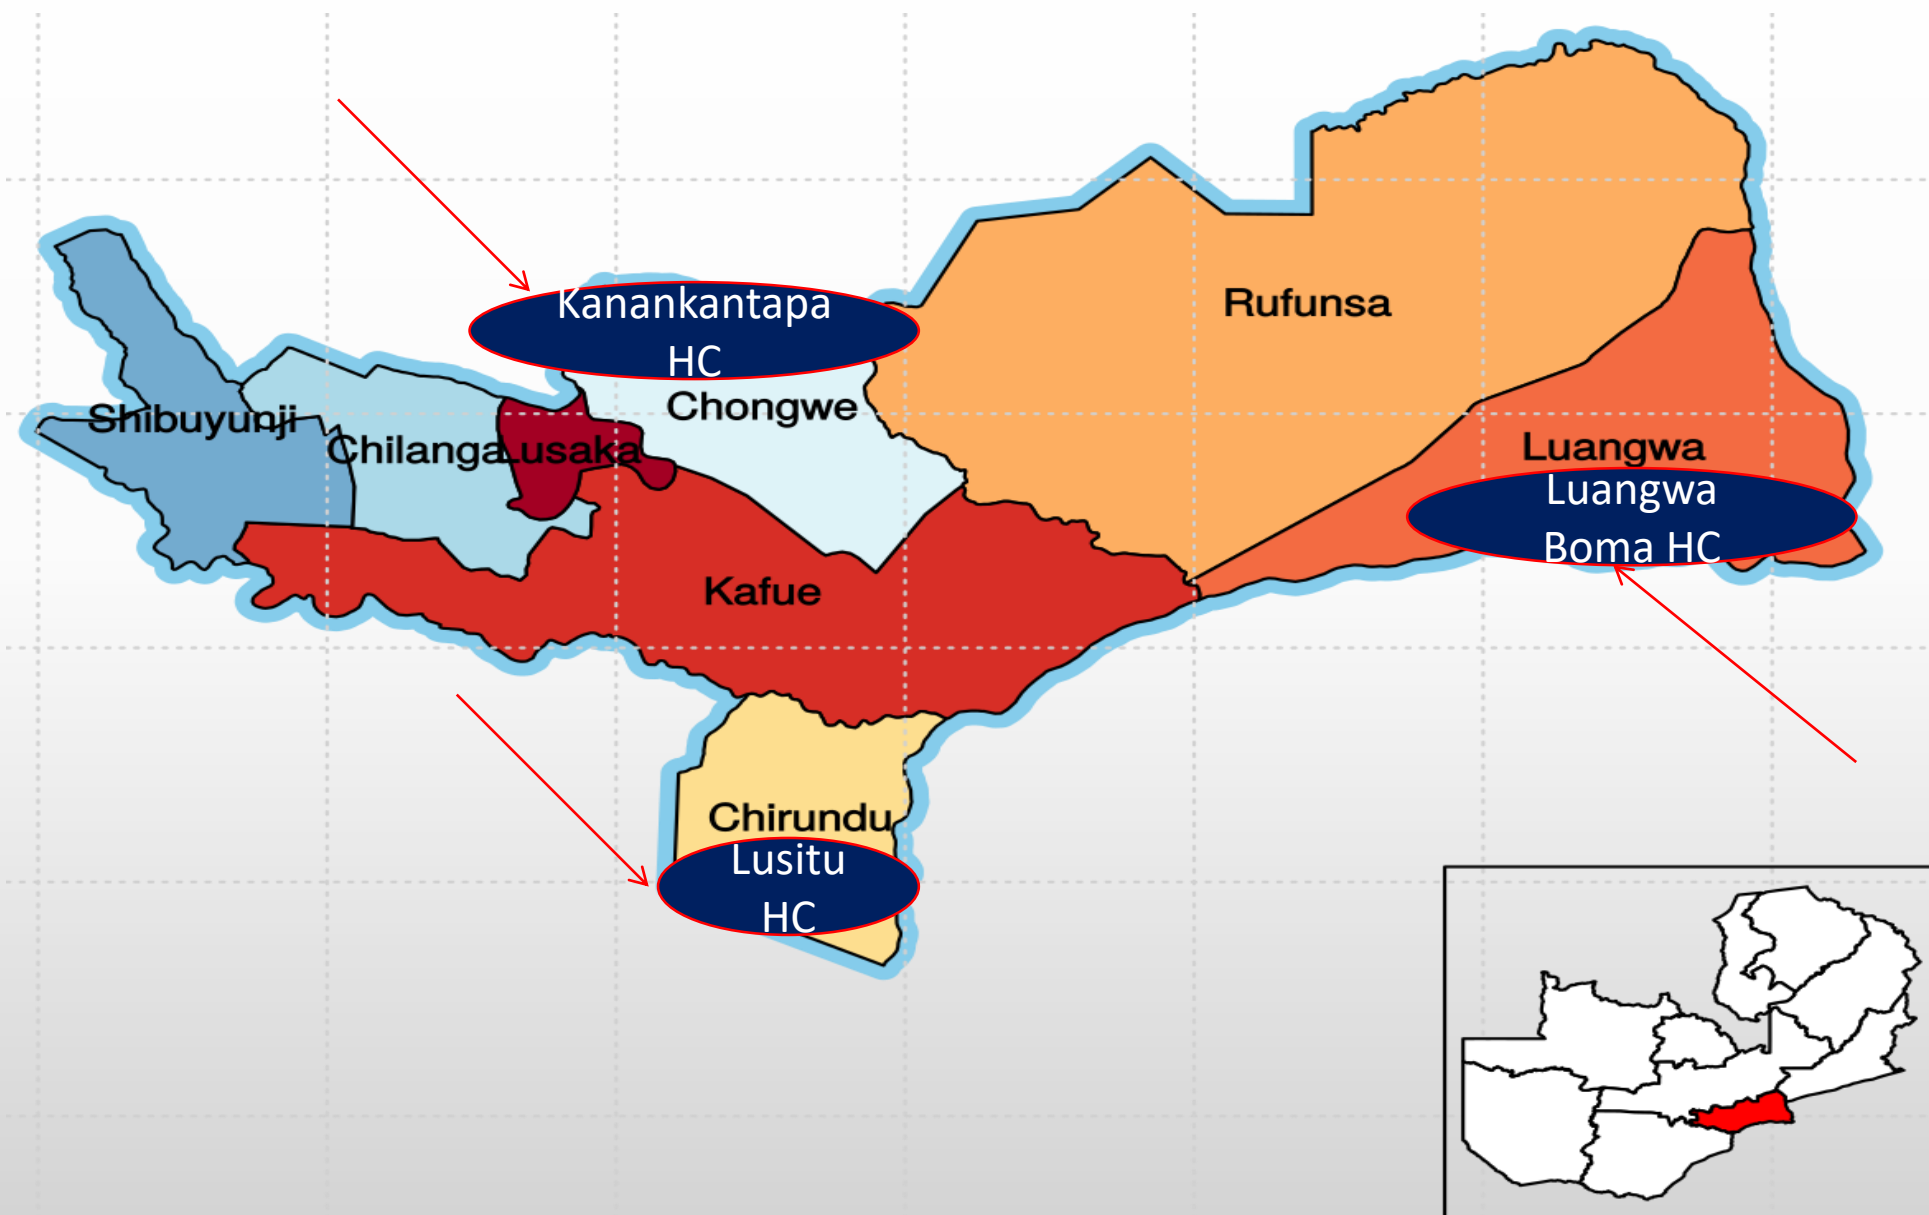 Kanankantapa
HC
Rufunsa
Chongwe
Shibuyunji
Chilanga
Lusaka
Luangwa
Luangwa
Boma HC
Kafue
Chirundu
Lusitu
HC